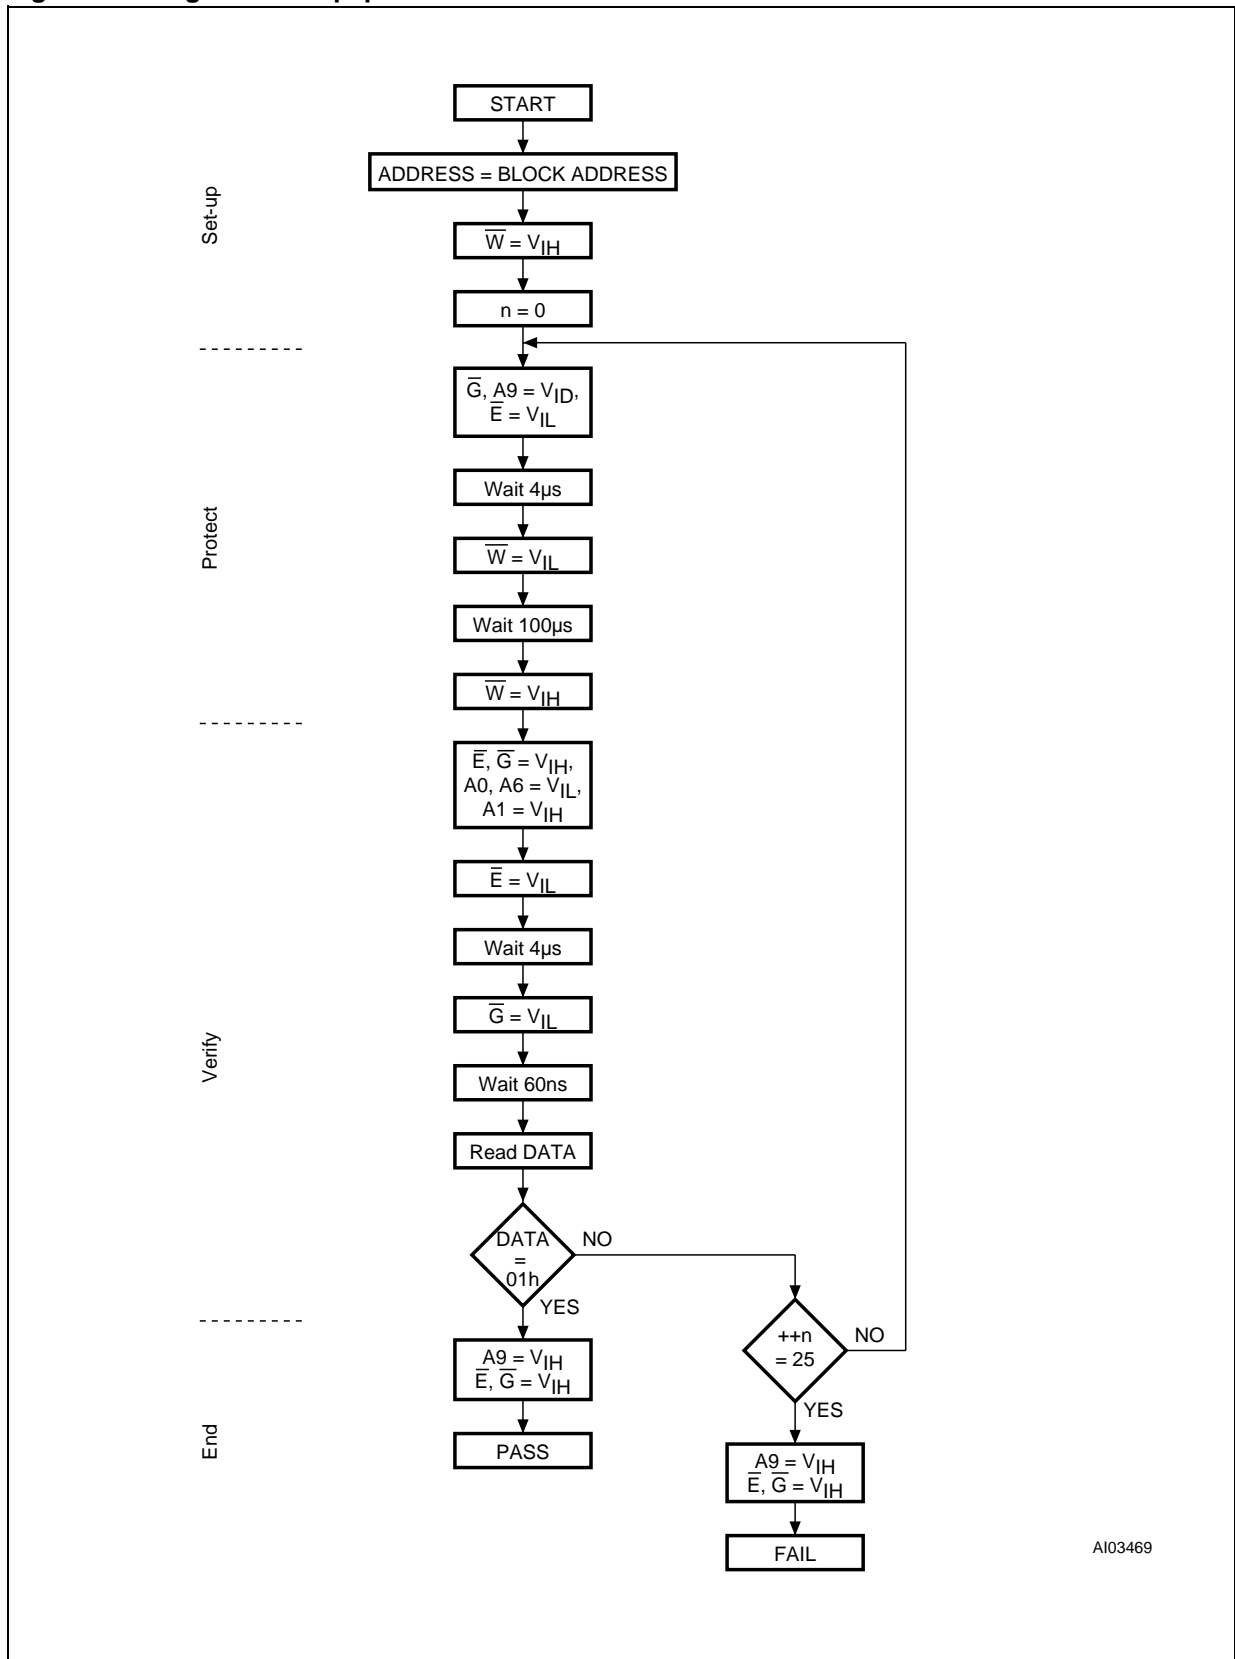 START
ADDRESS = BLOCK ADDRESS
Set-up
W̅ = VIH
n = 0
G̅, A9 = VID,
E̅ = VIL
Wait 4µs
Protect
W̅ = VIL
Wait 100µs
W̅ = VIH
E̅, G̅ = VIH,
A0, A6 = VIL,
A1 = VIH
E̅ = VIL
Wait 4µs
G̅ = VIL
Verify
Wait 60ns
Read DATA
DATA
=
01h
NO
YES
++n
= 25
NO
YES
A9 = VIH
E̅, G̅ = VIH
End
PASS
A9 = VIH
E̅, G̅ = VIH
FAIL
AI03469